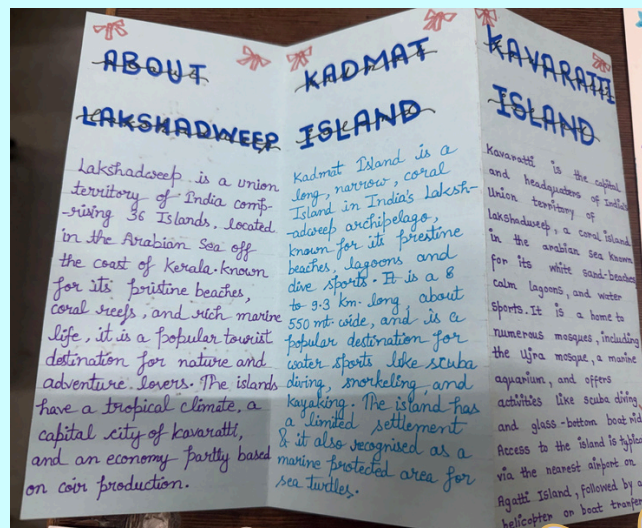 ABOUT
LAKSHADWEEP
Lakshadweep is a union
territory of India comp-
-rising 36 Islands, located
in the Arabian Sea off
the coast of Kerala. known
for its pristine beaches,
coral reefs, and rich marine
life, it is a popular tourist
destination for nature and
adventure lovers. The islands
have a tropical climate, a
capital city of kavaratti,
and an economy partly based
on coir production.
KADMAT
ISLAND
Kadmat Island is a
long, narrow, coral
Island in India's Laksh-
-adweep archipelago,
known for its prestine
beaches, lagoons and
dive sports. It is a 8
to 9.3 km. long about
550 mt. wide, and is a
popular destination for
water sports like scuba
diving, snorkeling, and
kayaking. The island has
a limited settlement
& it also recognised as a
marine protected area for
sea turtles.
KAVARATTI
ISLAND
Kavaratti is the capital
and headquaters of India's
Union territory of
lakshadweep, a coral island
in the arabian sea known
for its white sand-beaches
calm lagoons, and water
sports. It is a home to
numerous mosques, including
the Ujra mosque, a marine
aquarium, and offers
activities like scuba diving
and glass-bottom boat
Access to the island is
via the nearest airport on
Agatti Island, followed by a
helicopter or boat tranfer